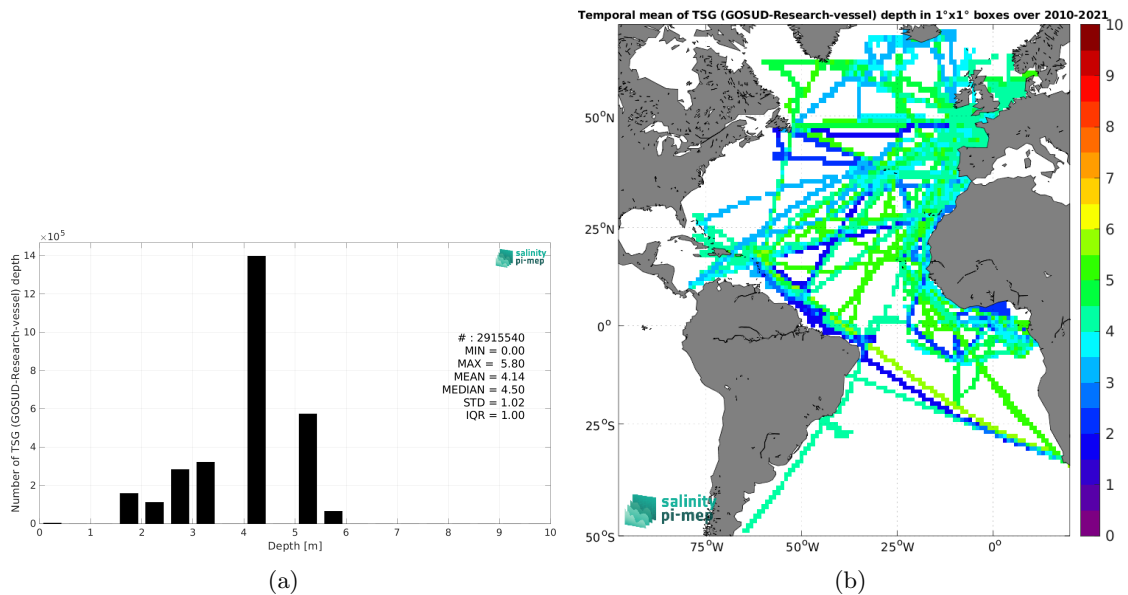 Temporal mean of TSG (GOSUD-Research-vessel) depth in 1°x1° boxes over 2010-2021
×10^5
14
12
10
8
6
4
2
0
Number of TSG (GOSUD-Research-vessel) depth
0 1 2 3 4 5 6 7 8 9 10
Depth [m]
salinity
pi-mep
# : 2915540
MIN = 0.00
MAX = 5.80
MEAN = 4.14
MEDIAN = 4.50
STD = 1.02
IQR = 1.00
(a)
50°N
25°N
0°
25°S
50°S
75°W 50°W 25°W 0°
salinity
pi-mep
10
9
8
7
6
5
4
3
2
1
0
(b)